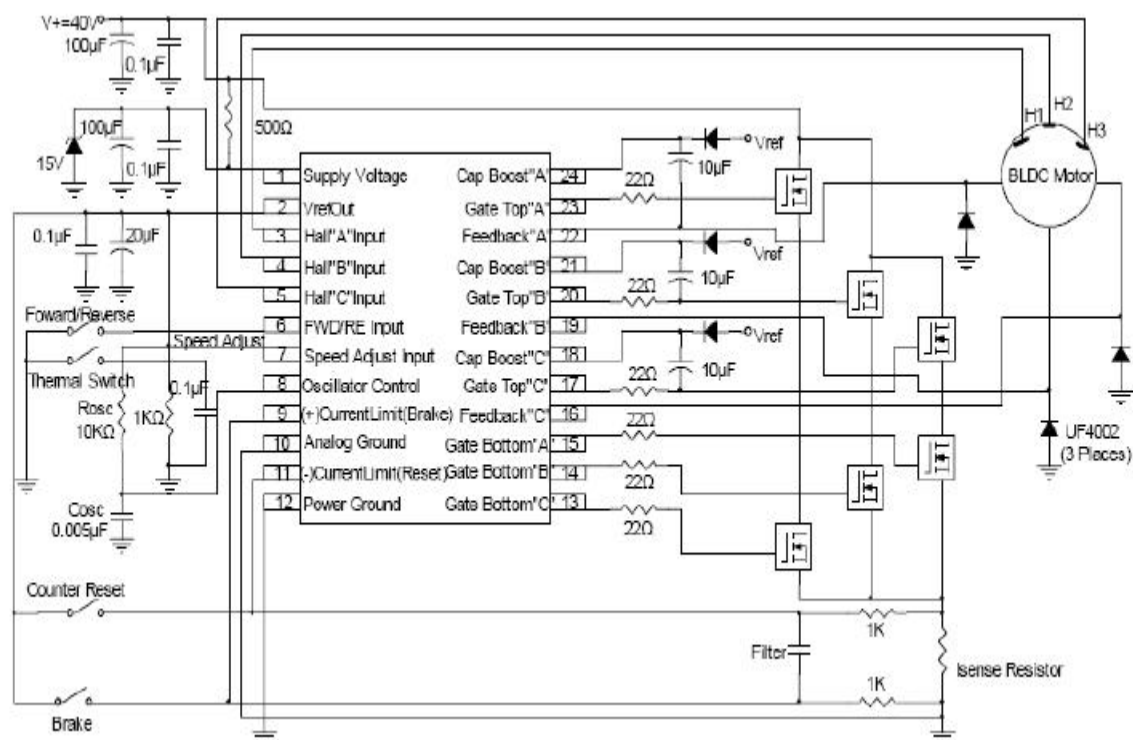 V+=40V
100µF
0.1µF
100µF
15V
0.1µF
500Ω
0.1µF
20µF
Foward/Reverse
Speed Adjust
Thermal Switch
Rosc
10KΩ
1KΩ
0.1µF
Cosc
0.005µF
Counter Reset
Brake
1 Supply Voltage
2 VrefOut
3 Hall"A"Input
4 Hall"B"Input
5 Hall"C"Input
6 FWD/RE Input
7 Speed Adjust Input
8 Oscillator Control
9 (+)CurrentLimit(Brake)
10 Analog Ground
11 (-)CurrentLimit(Reset)
12 Power Ground
Cap Boost"A" 24
Gate Top"A" 23
Feedback"A" 22
Cap Boost"B" 21
Gate Top"B" 20
Feedback"B" 19
Cap Boost"C" 18
Gate Top"C" 17
Feedback"C" 16
Gate Bottom"A" 15
Gate Bottom"B" 14
Gate Bottom"C" 13
Vref
10µF
22Ω
Vref
10µF
22Ω
Vref
10µF
22Ω
22Ω
22Ω
22Ω
H1
H2
H3
BLDC Motor
UF4002
(3 Places)
1K
Filter
1K
Isense Resistor